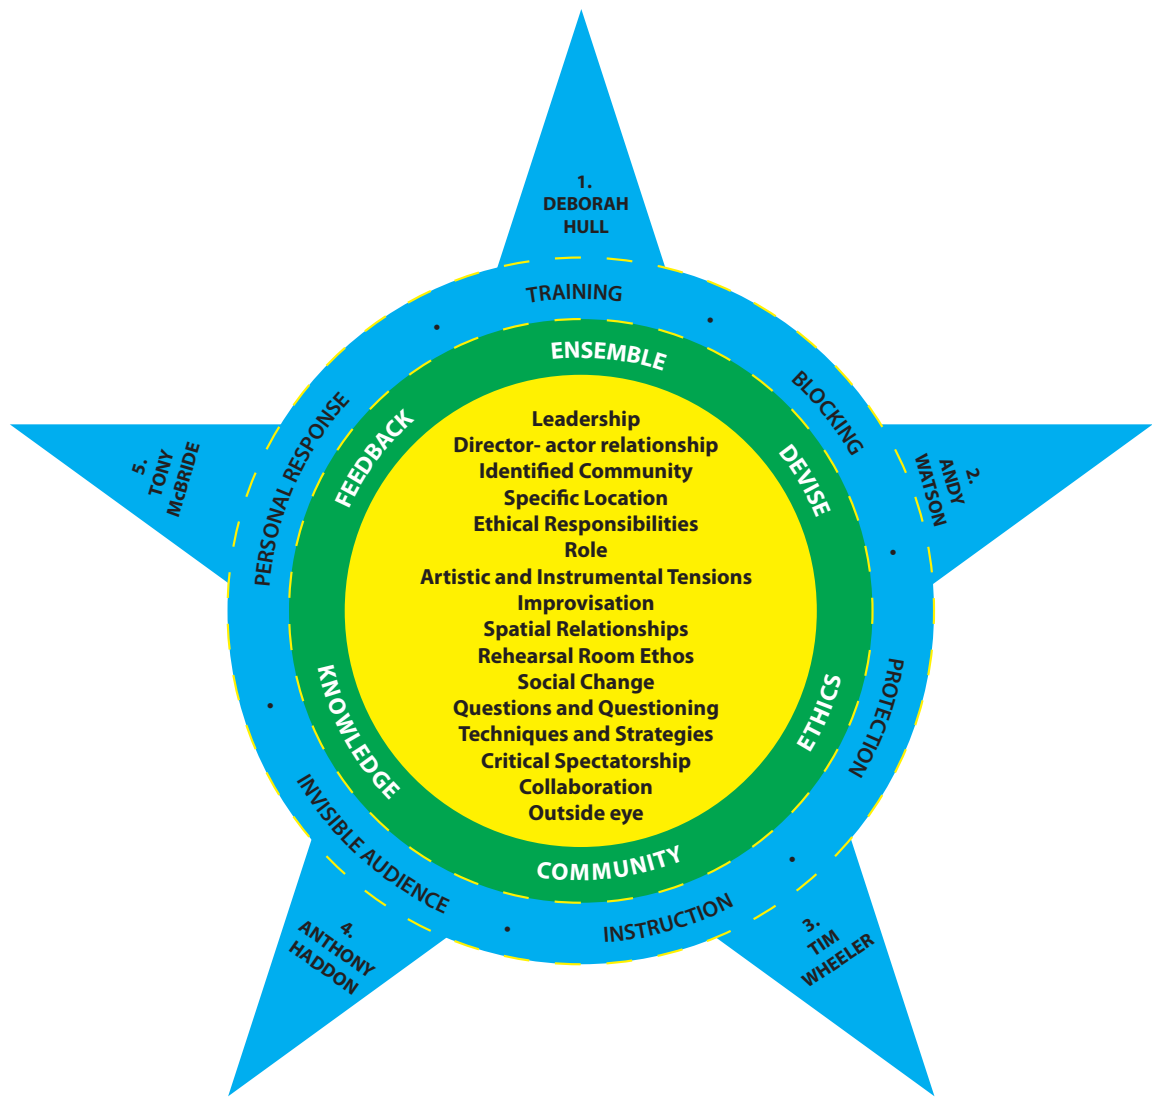 1.
DEBORAH
HULL
2.
ANDY
WATSON
3.
TIM
WHEELER
4.
ANTHONY
HADDON
5.
TONY
McBRIDE
TRAINING
•
BLOCKING
•
PROTECTION
•
INSTRUCTION
•
INVISIBLE AUDIENCE
•
PERSONAL RESPONSE
•
ENSEMBLE
DEVISE
ETHICS
COMMUNITY
KNOWLEDGE
FEEDBACK
Leadership
Director- actor relationship
Identified Community
Specific Location
Ethical Responsibilities
Role
Artistic and Instrumental Tensions
Improvisation
Spatial Relationships
Rehearsal Room Ethos
Social Change
Questions and Questioning
Techniques and Strategies
Critical Spectatorship
Collaboration
Outside eye